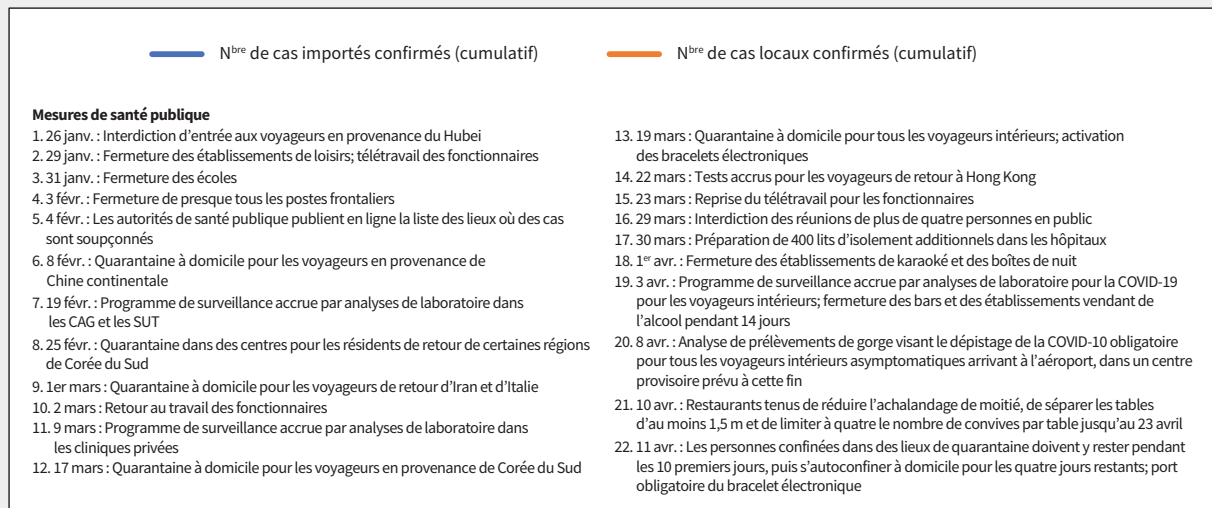 Nbre de cas importés confirmés (cumulatif)
Nbre de cas locaux confirmés (cumulatif)
Mesures de santé publique
1. 26 janv. : Interdiction d’entrée aux voyageurs en provenance du Hubei
2. 29 janv. : Fermeture des établissements de loisirs; télétravail des fonctionnaires
3. 31 janv. : Fermeture des écoles
4. 3 févr. : Fermeture de presque tous les postes frontaliers
5. 4 févr. : Les autorités de santé publique publient en ligne la liste des lieux où des cas
sont soupçonnés
6. 8 févr. : Quarantaine à domicile pour les voyageurs en provenance de
Chine continentale
7. 19 févr. : Programme de surveillance accrue par analyses de laboratoire dans
les CAG et les SUT
8. 25 févr. : Quarantaine dans des centres pour les résidents de retour de certaines régions
de Corée du Sud
9. 1er mars : Quarantaine à domicile pour les voyageurs de retour d’Iran et d’Italie
10. 2 mars : Retour au travail des fonctionnaires
11. 9 mars : Programme de surveillance accrue par analyses de laboratoire dans
les cliniques privées
12. 17 mars : Quarantaine à domicile pour les voyageurs en provenance de Corée du Sud
13. 19 mars : Quarantaine à domicile pour tous les voyageurs intérieurs; activation
des bracelets électroniques
14. 22 mars : Tests accrus pour les voyageurs de retour à Hong Kong
15. 23 mars : Reprise du télétravail pour les fonctionnaires
16. 29 mars : Interdiction des réunions de plus de quatre personnes en public
17. 30 mars : Préparation de 400 lits d’isolement additionnels dans les hôpitaux
18. 1er avr. : Fermeture des établissements de karaoké et des boîtes de nuit
19. 3 avr. : Programme de surveillance accrue par analyses de laboratoire pour la COVID-19
pour les voyageurs intérieurs; fermeture des bars et des établissements vendant de
l’alcool pendant 14 jours
20. 8 avr. : Analyse de prélèvements de gorge visant le dépistage de la COVID-10 obligatoire
pour tous les voyageurs intérieurs asymptomatiques arrivant à l’aéroport, dans un centre
provisoire prévu à cette fin
21. 10 avr. : Restaurants tenus de réduire l’achalandage de moitié, de séparer les tables
d’au moins 1,5 m et de limiter à quatre le nombre de convives par table jusqu’au 23 avril
22. 11 avr. : Les personnes confinées dans des lieux de quarantaine doivent y rester pendant
les 10 premiers jours, puis s’autoconfiner à domicile pour les quatre jours restants; port
obligatoire du bracelet électronique